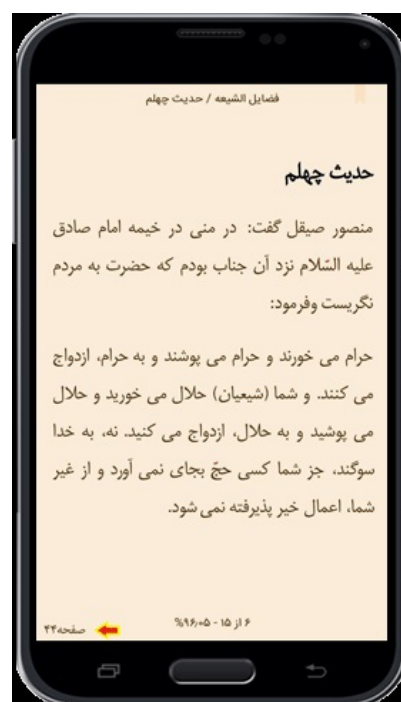 فضایل الشیعه / حدیث چهلم
حدیث چهلم
منصور صیقل گفت: در منی در خیمه امام صادق
علیه السّلام نزد آن جناب بودم که حضرت به مردم
نگریست وفرمود:
حرام می خورند و حرام می پوشند و به حرام، ازدواج
می کنند. و شما (شیعیان) حلال می خورید و حلال
می پوشید و به حلال، ازدواج می کنید. نه، به خدا
سوگند، جز شما کسی حجّ بجای نمی آورد و از غیر
شما، اعمال خیر پذیرفته نمی شود.
۶ از ۱۵ - ۹۶٫۰۵%
صفحه۴۴